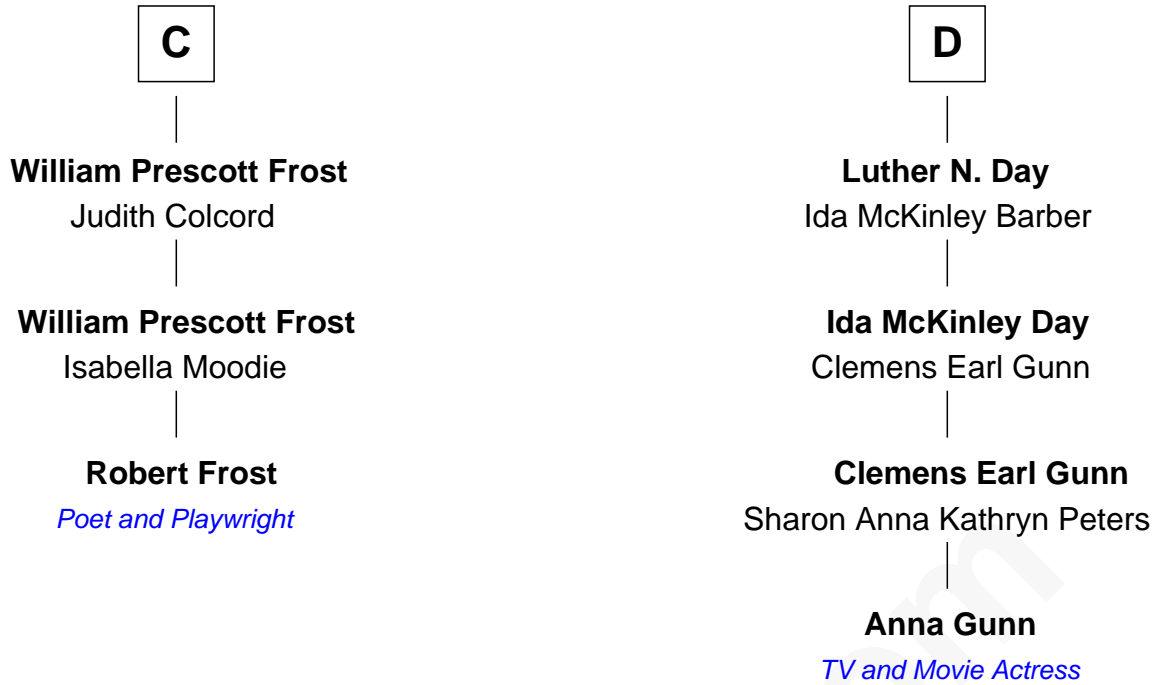 C
William Prescott Frost
Judith Colcord
William Prescott Frost
Isabella Moodie
Robert Frost
Poet and Playwright
D
Luther N. Day
Ida McKinley Barber
Ida McKinley Day
Clemens Earl Gunn
Clemens Earl Gunn
Sharon Anna Kathryn Peters
Anna Gunn
TV and Movie Actress